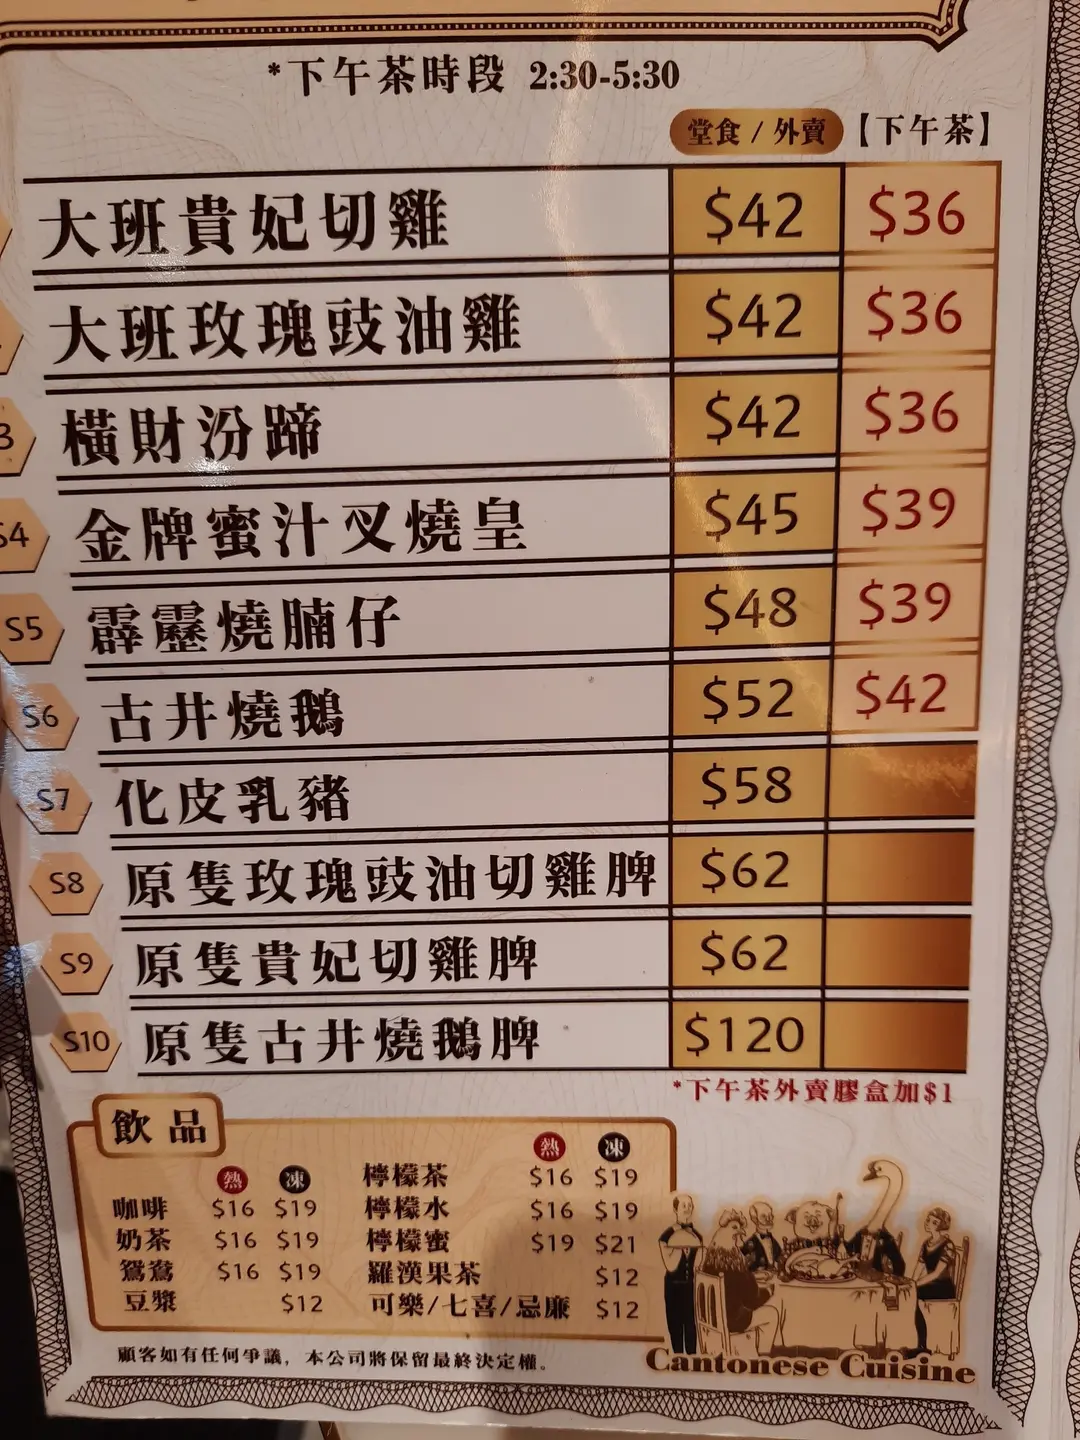 *下午茶時段 2:30-5:30
堂食 / 外賣 【下午茶】
大班貴妃切雞 $42 $36
大班玫瑰豉油雞 $42 $36
3 橫財汾蹄 $42 $36
S4 金牌蜜汁叉燒皇 $45 $39
S5 霹靂燒腩仔 $48 $39
S6 古井燒鵝 $52 $42
S7 化皮乳豬 $58
S8 原隻玫瑰豉油切雞脾 $62
S9 原隻貴妃切雞脾 $62
S10 原隻古井燒鵝脾 $120
*下午茶外賣膠盒加$1
飲品
熱 凍
咖啡 $16 $19
奶茶 $16 $19
鴛鴦 $16 $19
豆漿 $12
熱 凍
檸檬茶 $16 $19
檸檬水 $16 $19
檸檬蜜 $19 $21
羅漢果茶 $12
可樂/七喜/忌廉 $12
顧客如有任何爭議，本公司將保留最終決定權。
Cantonese Cuisine